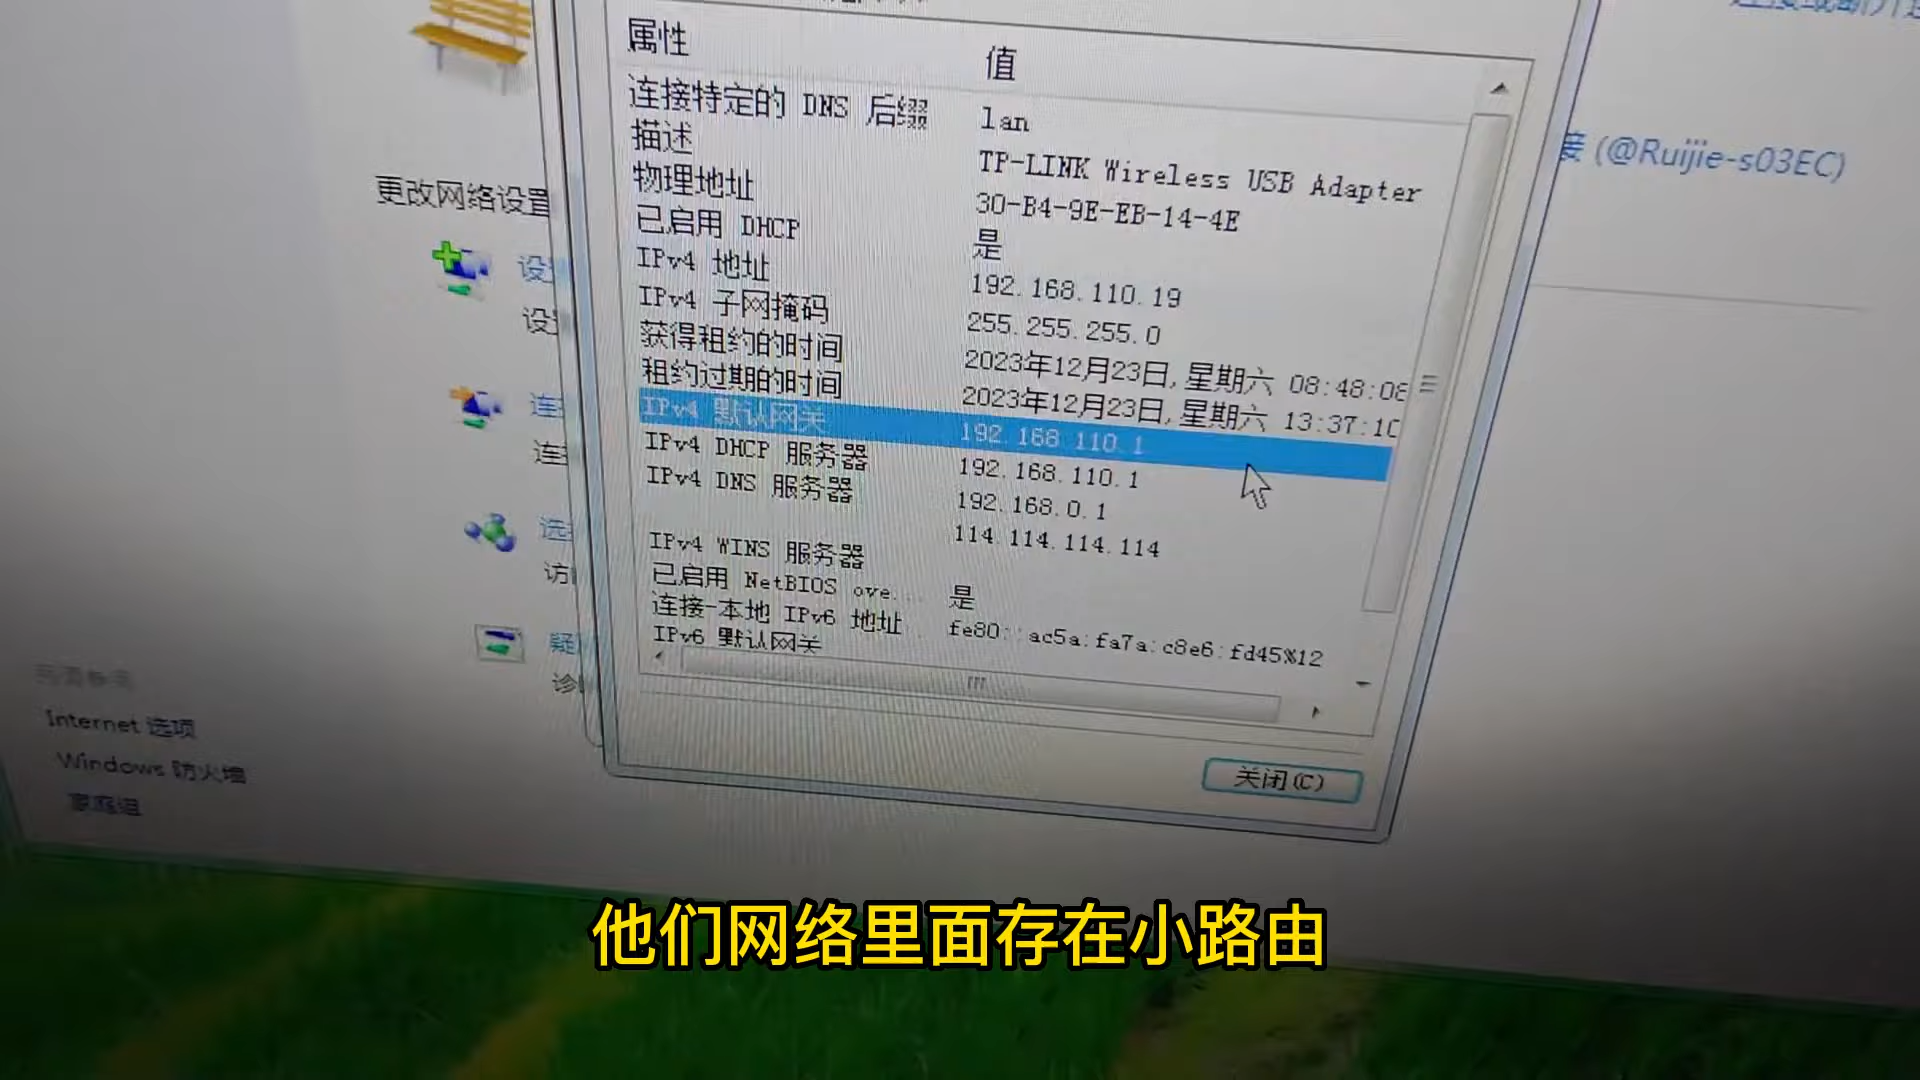 属性 值
连接特定的 DNS 后缀 lan
描述 TP-LINK Wireless USB Adapter
物理地址 30-B4-9E-EB-14-4E
已启用 DHCP 是
IPv4 地址 192.168.110.19
IPv4 子网掩码 255.255.255.0
获得租约的时间 2023年12月23日, 星期六 08:48:08
租约过期的时间 2023年12月23日, 星期六 13:37:10
IPv4 默认网关 192.168.110.1
IPv4 DHCP 服务器 192.168.110.1
IPv4 DNS 服务器 192.168.0.1
114.114.114.114
IPv4 WINS 服务器
已启用 NetBIOS ove... 是
连接-本地 IPv6 地址 fe80::ac5a:fa7a:c8e6:fd45%12
IPv6 默认网关
关闭(C)
接 (@Ruijie-s03EC)
更改网络设置
设
设
连
连
选
访
疑
诊
Internet 选项
Windows 防火墙
家庭组
他们网络里面存在小路由